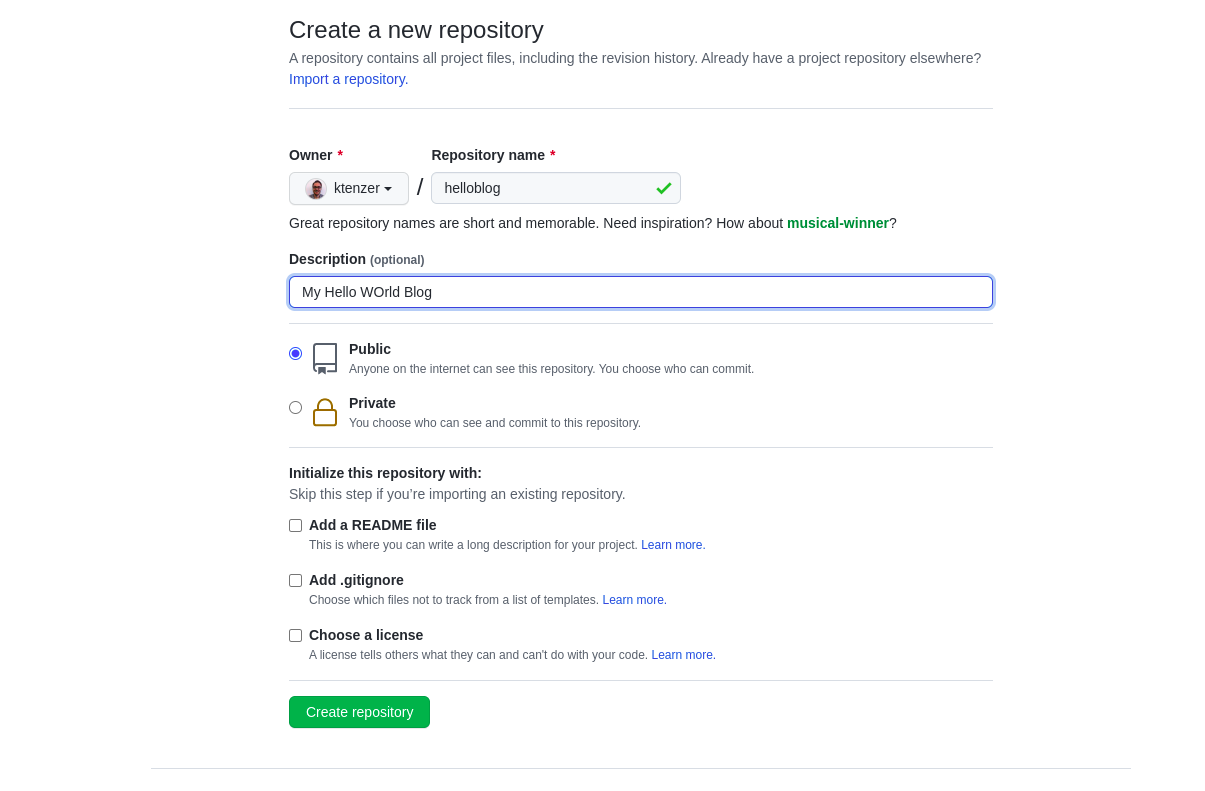 Create a new repository
A repository contains all project files, including the revision history. Already have a project repository elsewhere?
Import a repository.
Owner * Repository name *
ktenzer / helloblog
Great repository names are short and memorable. Need inspiration? How about musical-winner?
Description (optional)
My Hello WOrld Blog
Public
Anyone on the internet can see this repository. You choose who can commit.
Private
You choose who can see and commit to this repository.
Initialize this repository with:
Skip this step if you’re importing an existing repository.
Add a README file
This is where you can write a long description for your project. Learn more.
Add .gitignore
Choose which files not to track from a list of templates. Learn more.
Choose a license
A license tells others what they can and can't do with your code. Learn more.
Create repository